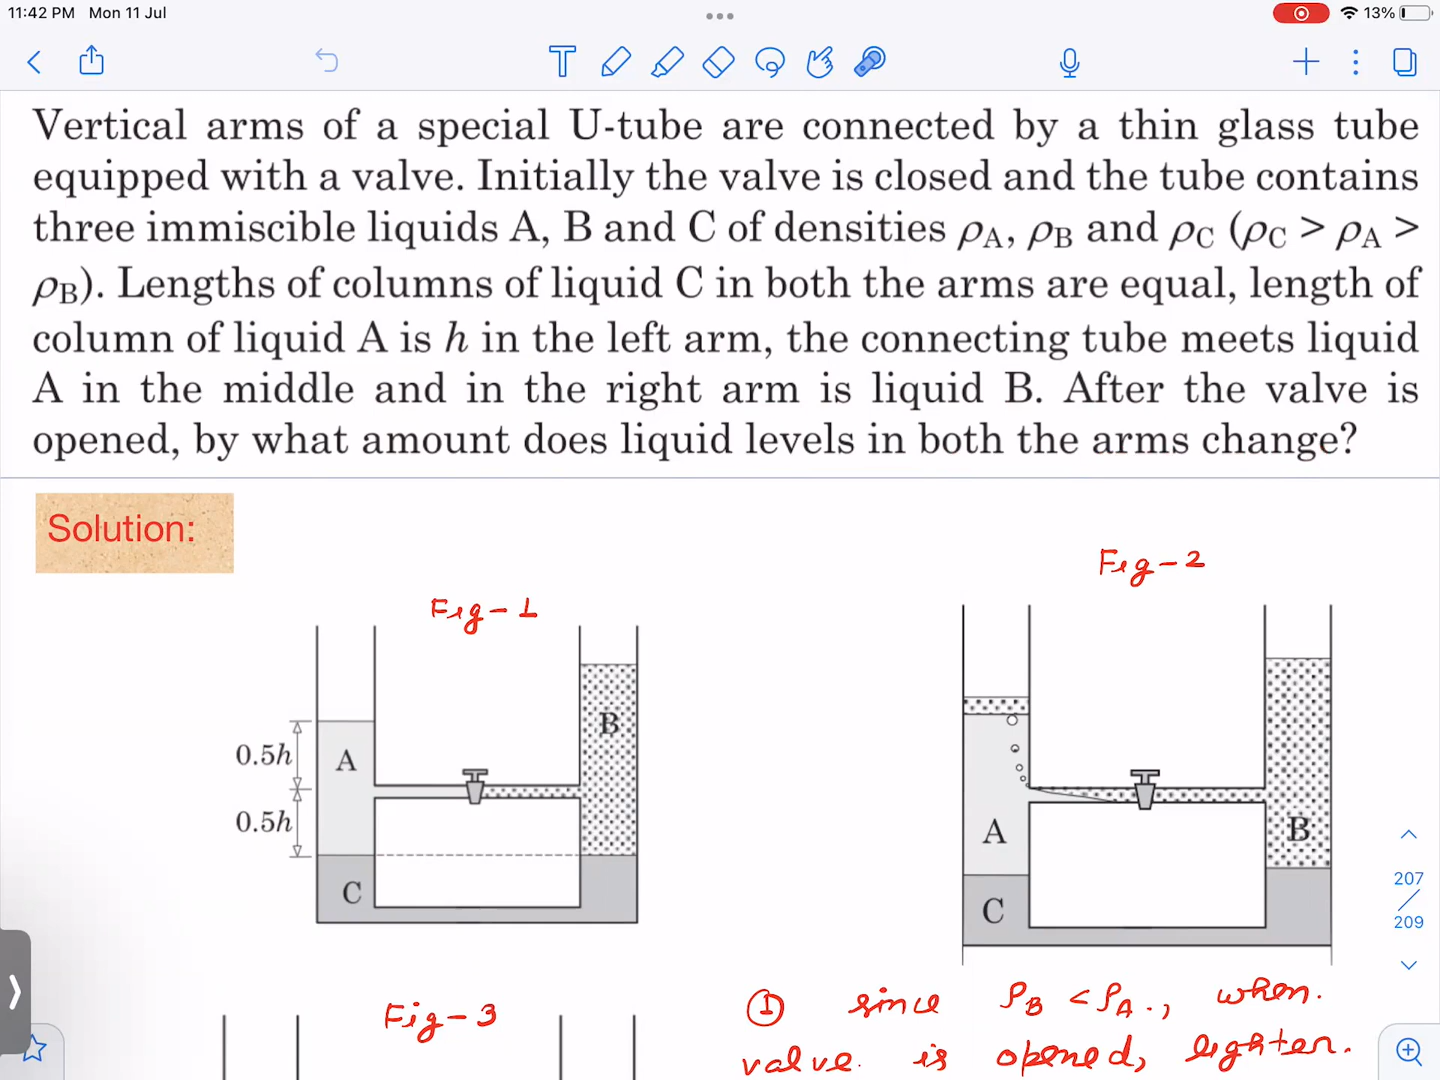 11:42 PM Mon 11 Jul
13%
Vertical arms of a special U-tube are connected by a thin glass tube
equipped with a valve. Initially the valve is closed and the tube contains
three immiscible liquids A, B and C of densities ρA, ρB and ρC (ρC > ρA >
ρB). Lengths of columns of liquid C in both the arms are equal, length of
column of liquid A is h in the left arm, the connecting tube meets liquid
A in the middle and in the right arm is liquid B. After the valve is
opened, by what amount does liquid levels in both the arms change?
Solution:
Fig-1
0.5h
0.5h
A
B
C
Fig-2
A
B
C
207
209
Fig-3
① since ρB < ρA., when.
valve. is opened, lighter.